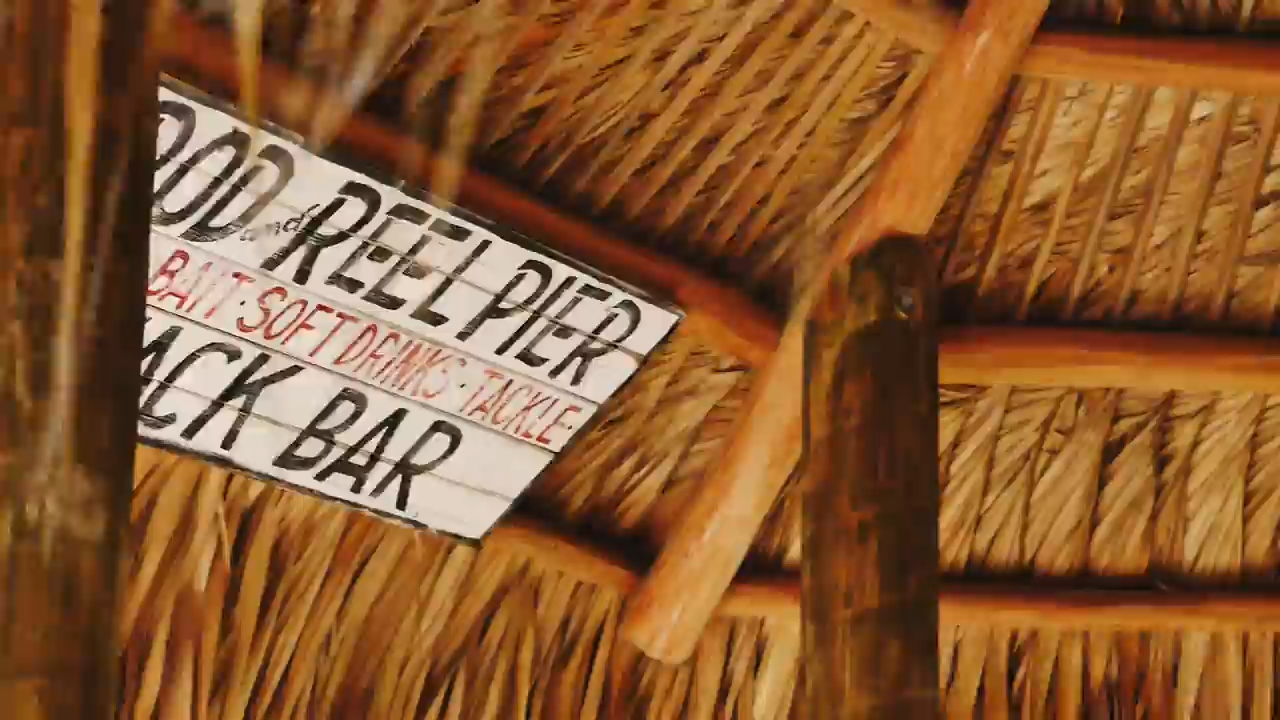 ROD and REEL PIER
BAIT · SOFT DRINKS · TACKLE
ACK BAR